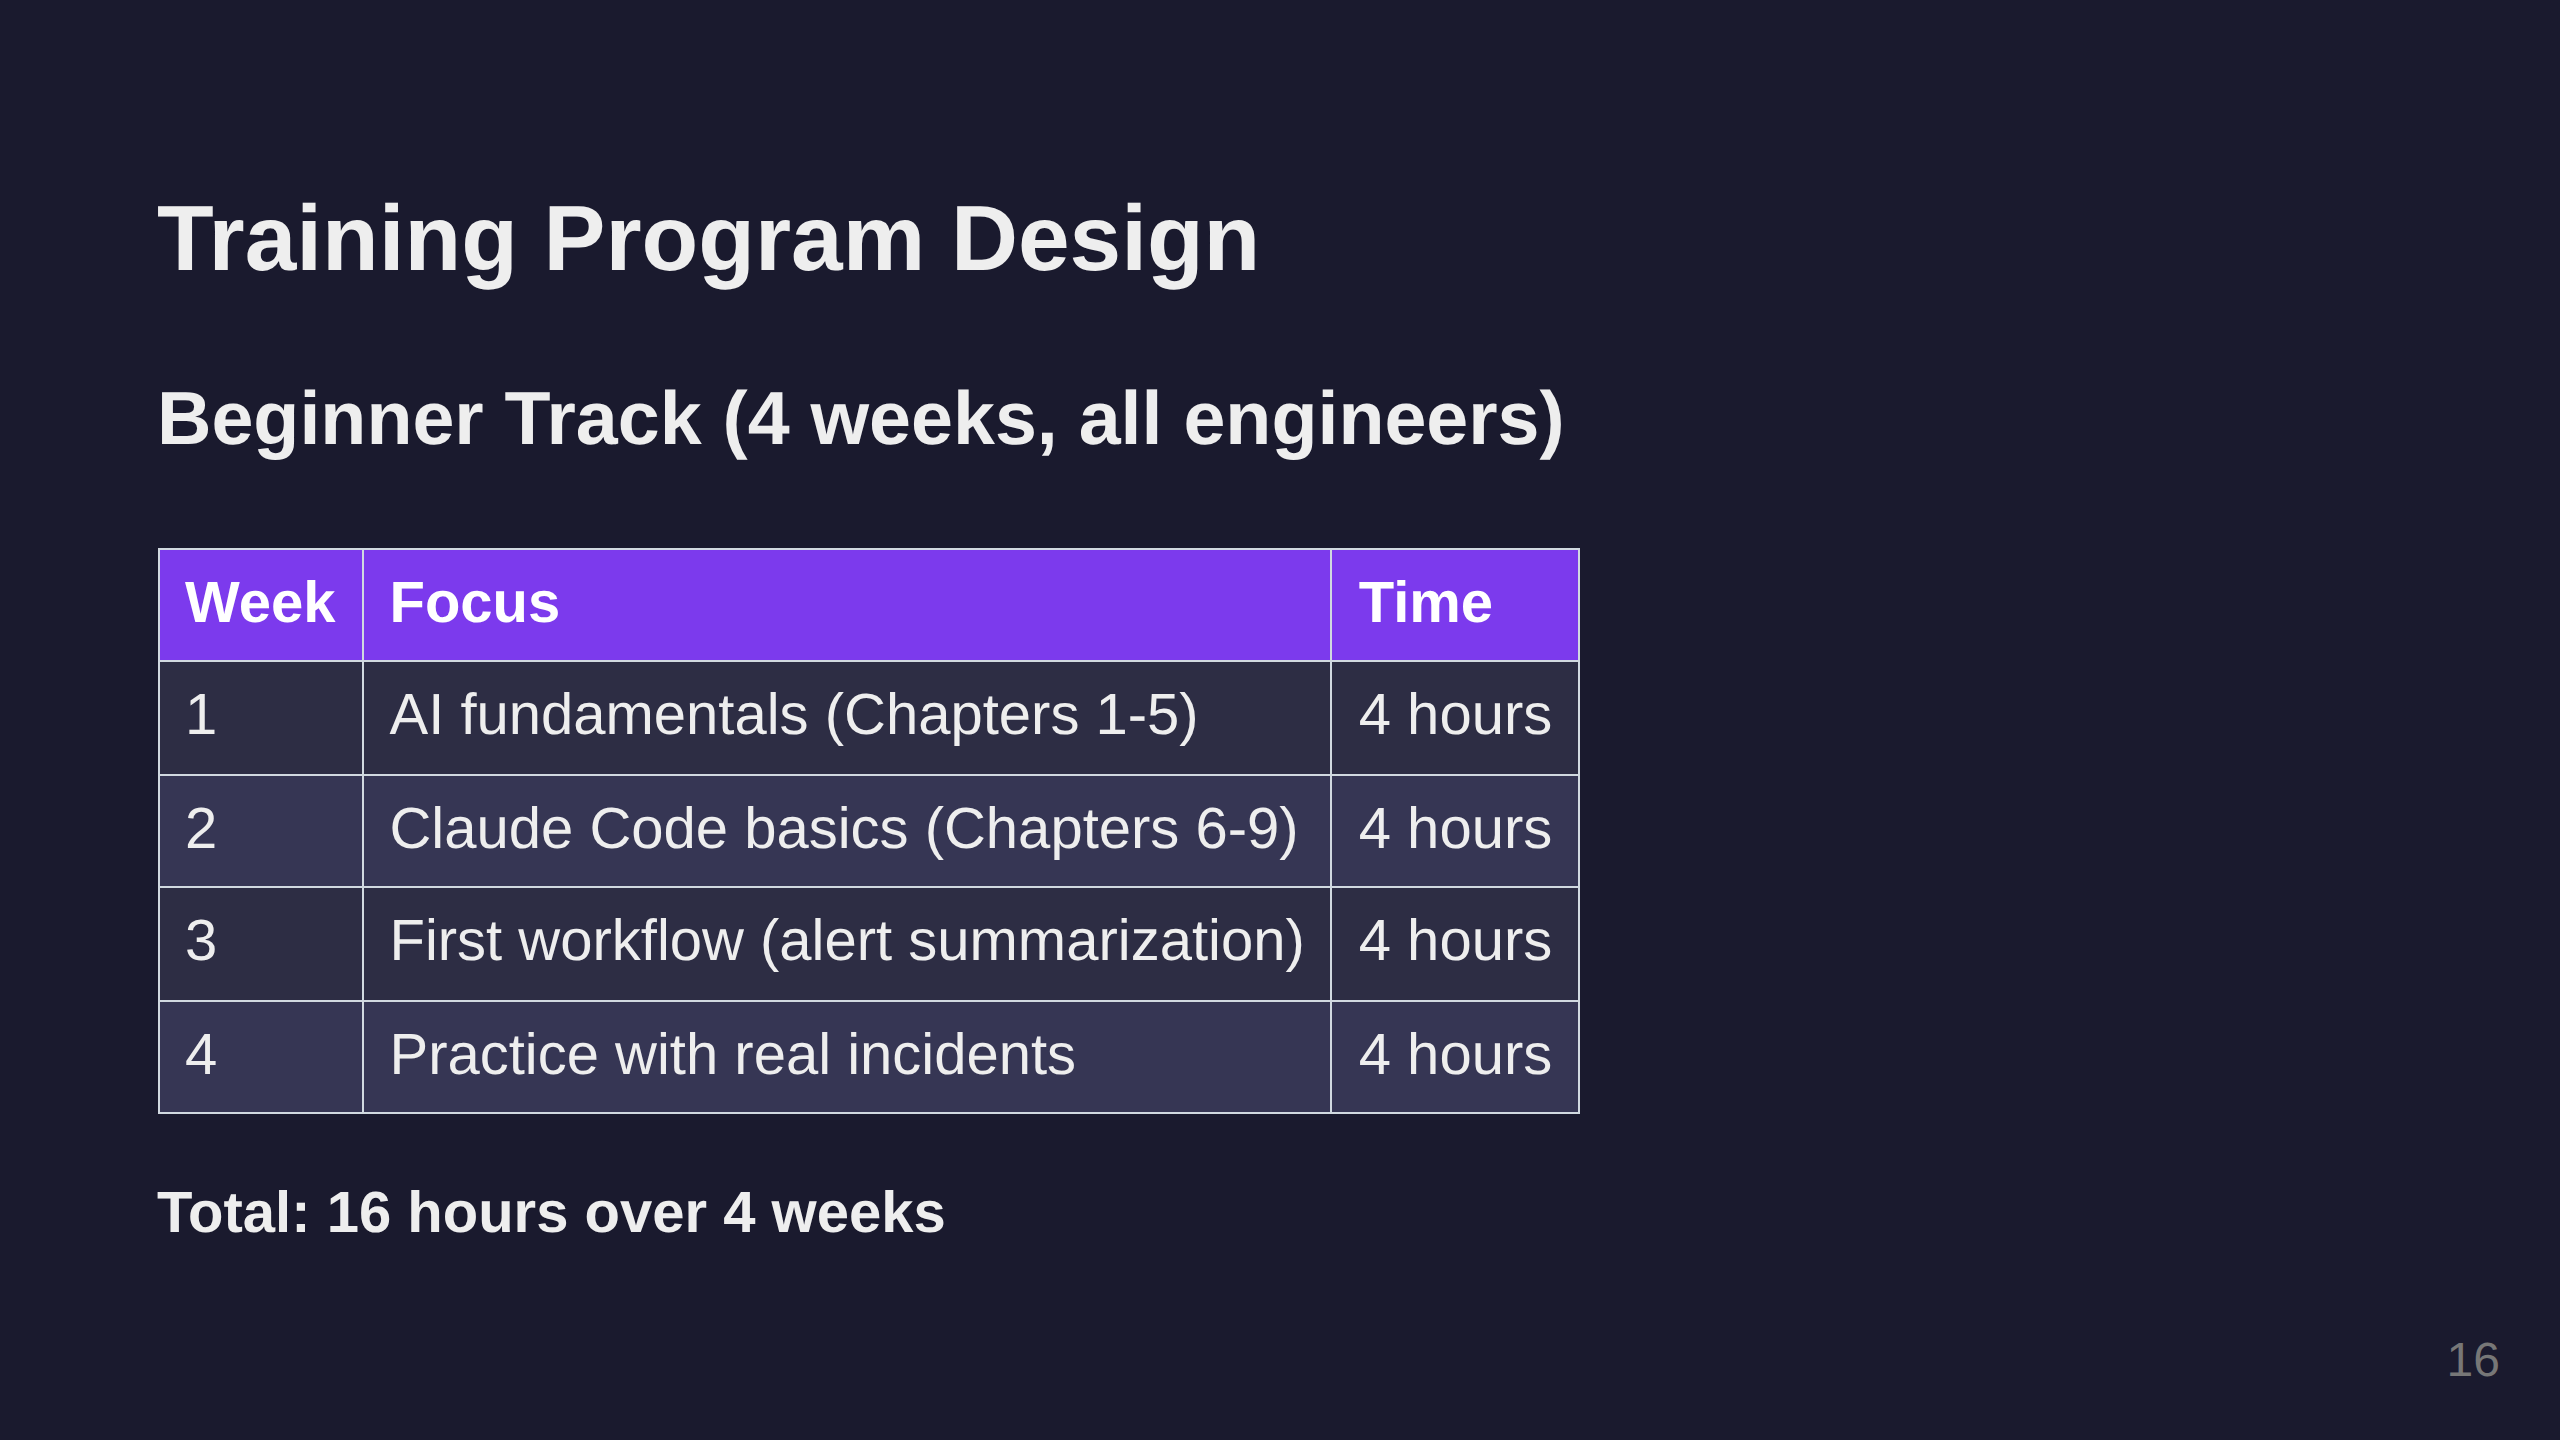 Training Program Design
Beginner Track (4 weeks, all engineers)
Week Focus Time
1 AI fundamentals (Chapters 1-5) 4 hours
2 Claude Code basics (Chapters 6-9) 4 hours
3 First workflow (alert summarization) 4 hours
4 Practice with real incidents 4 hours
Total: 16 hours over 4 weeks
16